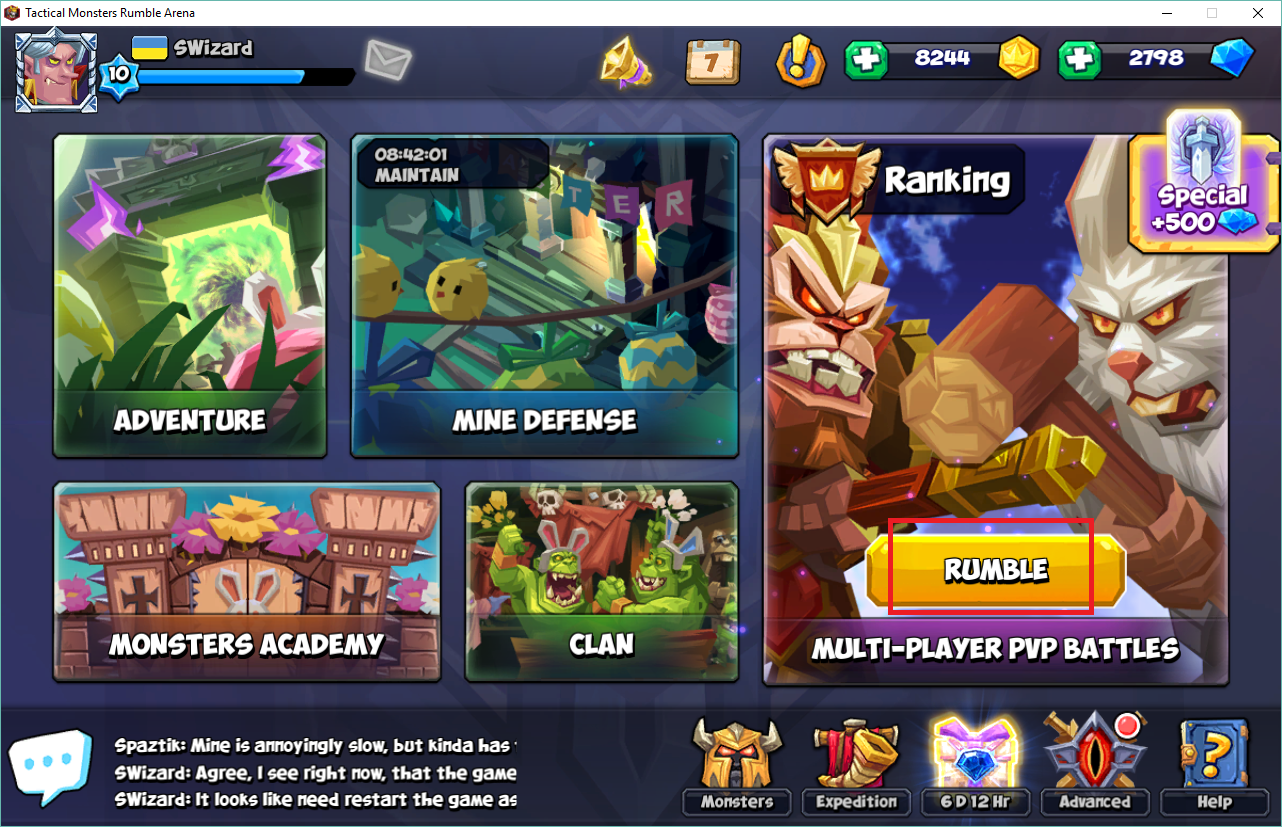 Tactical Monsters Rumble Arena
10
SWizard
7
8244
2798
08:42:01
MAINTAIN
TER
Ranking
Special
+500
ADVENTURE
MINE DEFENSE
RUMBLE
MONSTERS ACADEMY
CLAN
MULTI-PLAYER PVP BATTLES
Spaztik: Mine is annoyingly slow, but kinda has
SWizard: Agree, I see right now, that the game
SWizard: It looks like need restart the game as
Monsters
Expedition
6 D 12 Hr
Advanced
Help